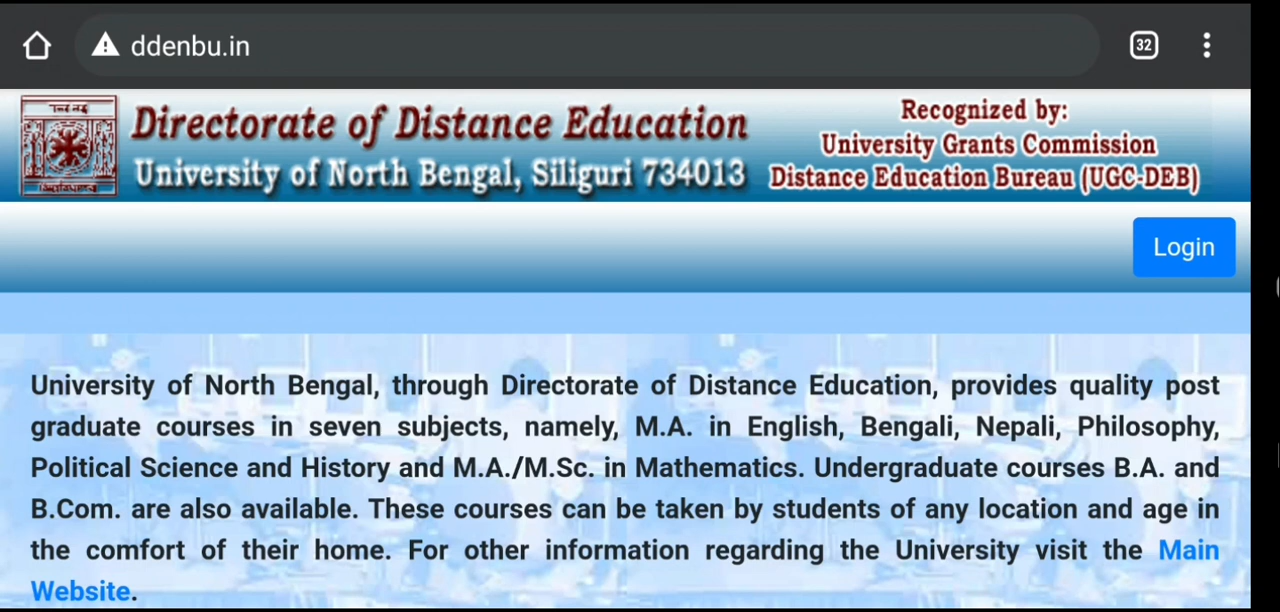 32
ddenbu.in
Directorate of Distance Education
University of North Bengal, Siliguri 734013
Recognized by:
University Grants Commission
Distance Education Bureau (UGC-DEB)
Login
University of North Bengal, through Directorate of Distance Education, provides quality post
graduate courses in seven subjects, namely, M.A. in English, Bengali, Nepali, Philosophy,
Political Science and History and M.A./M.Sc. in Mathematics. Undergraduate courses B.A. and
B.Com. are also available. These courses can be taken by students of any location and age in
the comfort of their home. For other information regarding the University visit the Main
Website.